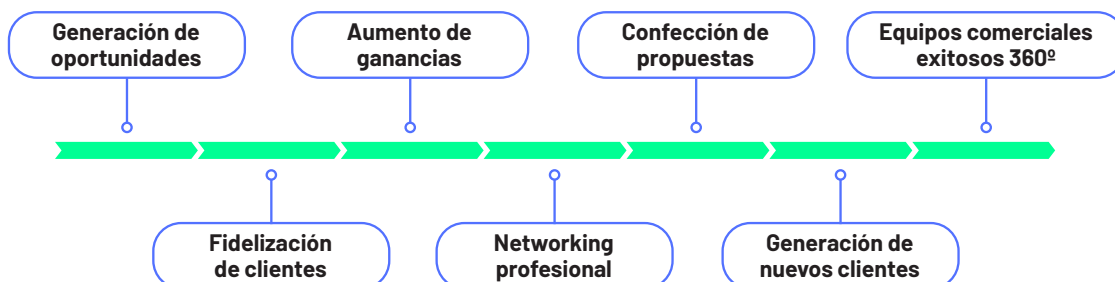 Generación de
oportunidades
Aumento de
ganancias
Confección de
propuestas
Equipos comerciales
exitosos 360º
Fidelización
de clientes
Networking
profesional
Generación de
nuevos clientes